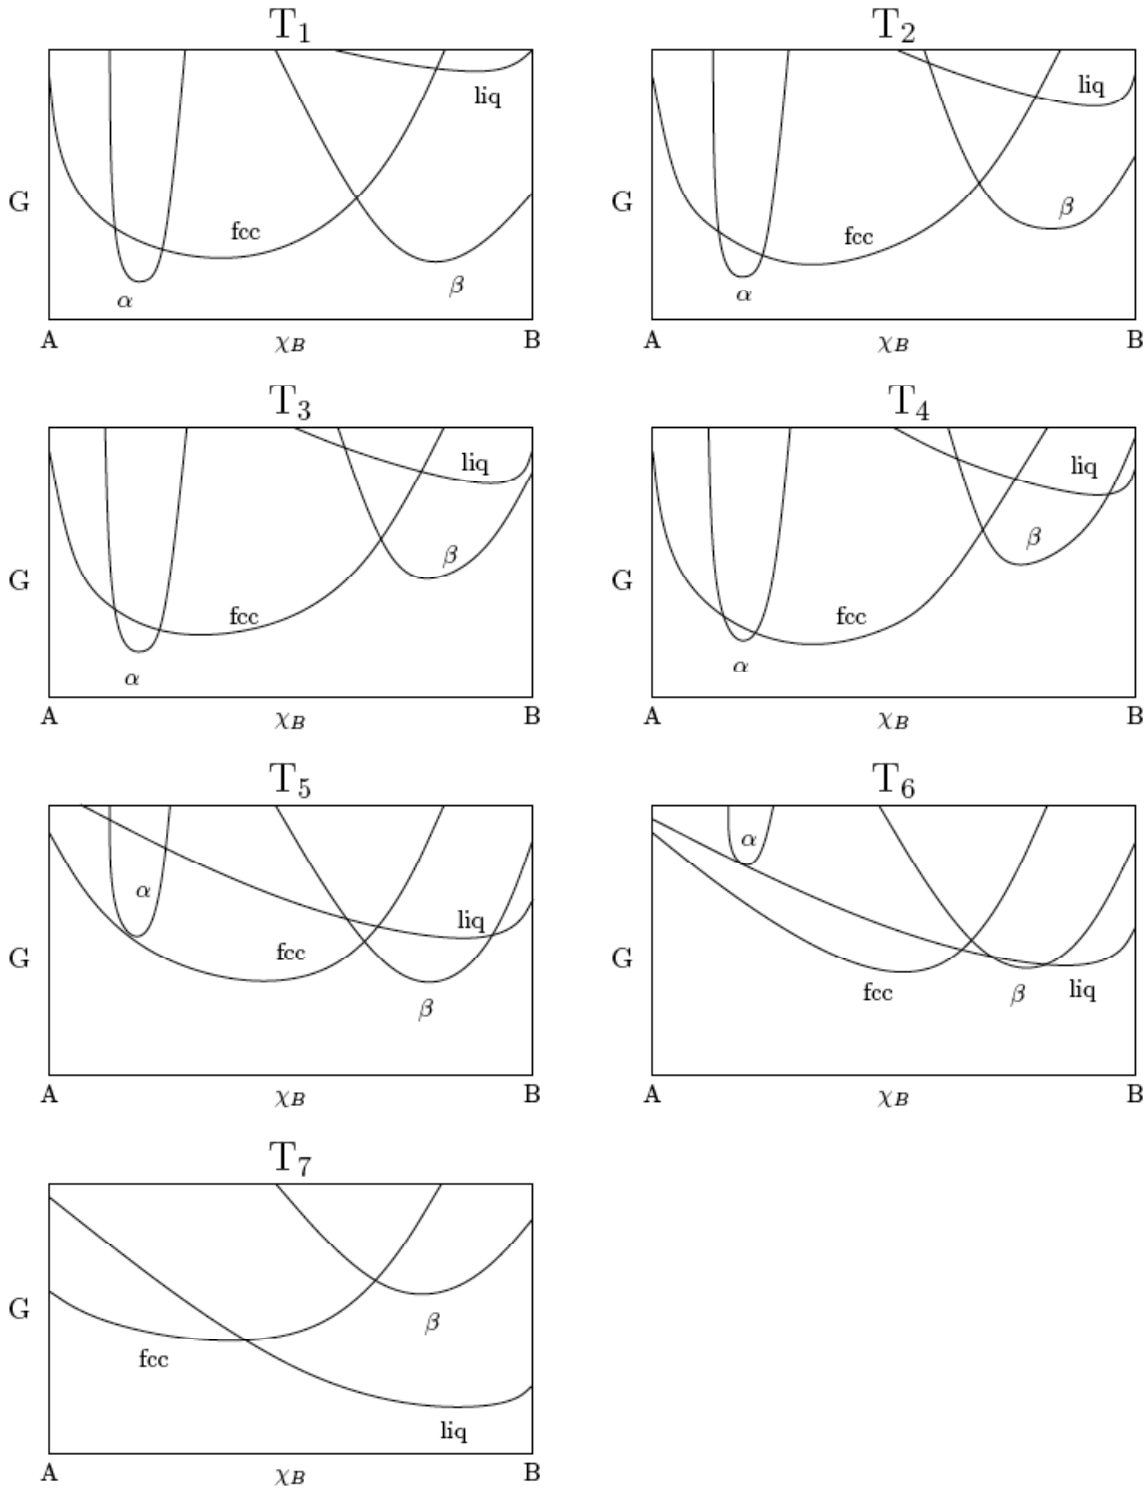 T₁ T₂
liq liq
G fcc G fcc β
α β α
A χB B A χB B
T₃ T₄
liq liq
β β
G fcc G fcc
α α
A χB B A χB B
T₅ T₆
α α
liq
G fcc G
β fcc β liq
A χB B A χB B
T₇
G β
fcc
liq
A χB B